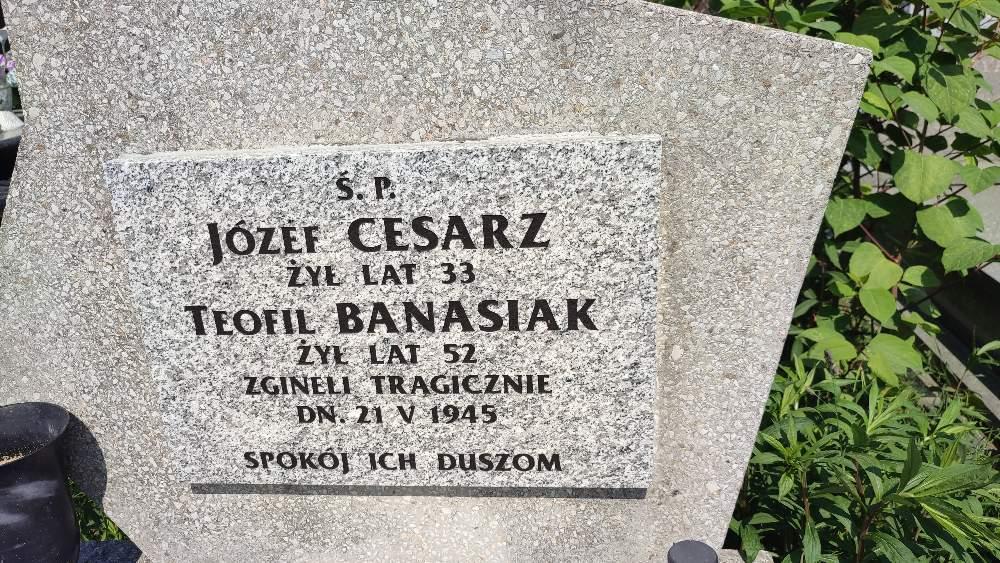 Ś. P.
Józef CESARZ
ŻYŁ LAT 33
Teofil BANASIAK
ŻYŁ LAT 52
ZGINELI TRAGICZNIE
DN. 21 V 1945
SPOKÓJ ICH DUSZOM